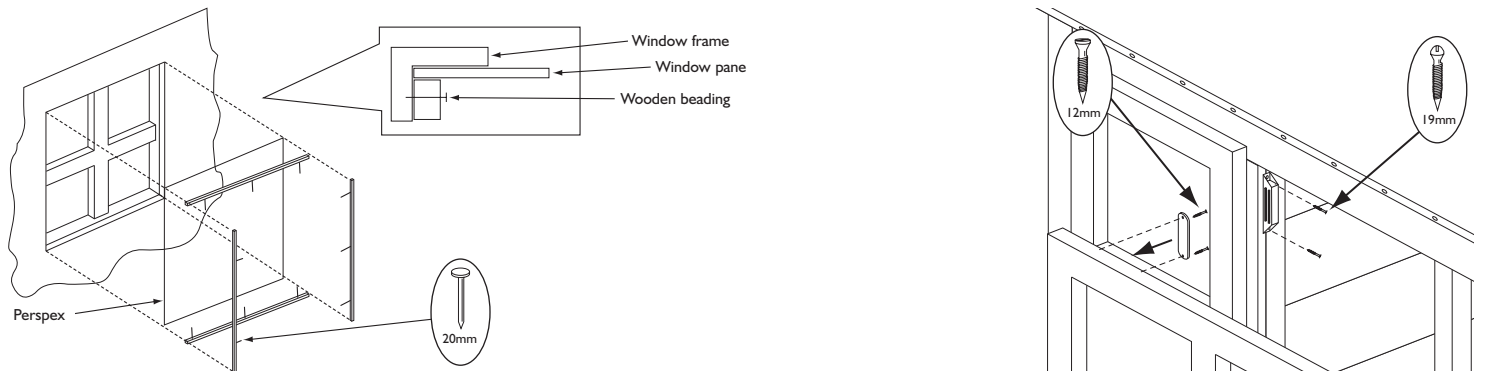 Window frame
Window pane
Wooden beading
Perspex
20mm
12mm
19mm